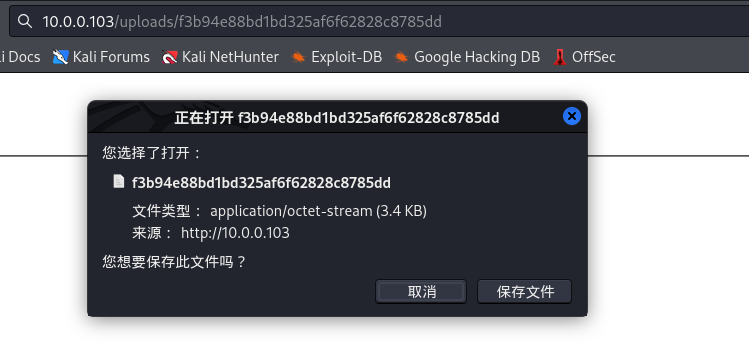 10.0.0.103/uploads/f3b94e88bd1bd325af6f62828c8785dd
li Docs Kali Forums Kali NetHunter Exploit-DB Google Hacking DB OffSec
正在打开 f3b94e88bd1bd325af6f62828c8785dd
您选择了打开：
f3b94e88bd1bd325af6f62828c8785dd
文件类型： application/octet-stream (3.4 KB)
来源： http://10.0.0.103
您想要保存此文件吗？
取消 保存文件